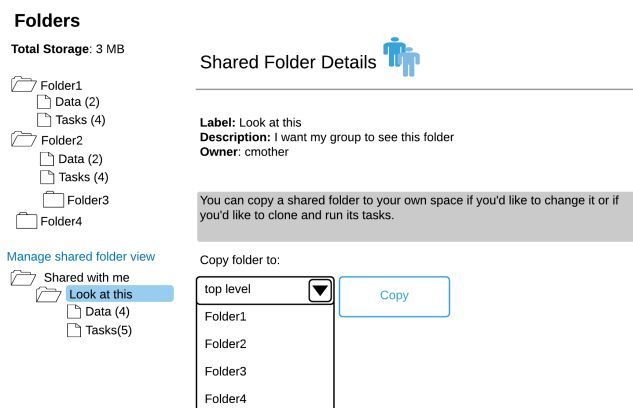 Folders
Total Storage: 3 MB
Folder1
Data (2)
Tasks (4)
Folder2
Data (2)
Tasks (4)
Folder3
Folder4
Manage shared folder view
Shared with me
Look at this
Data (4)
Tasks(5)
Shared Folder Details
Label: Look at this
Description: I want my group to see this folder
Owner: cmother
You can copy a shared folder to your own space if you'd like to change it or if
you'd like to clone and run its tasks.
Copy folder to:
top level
Copy
Folder1
Folder2
Folder3
Folder4